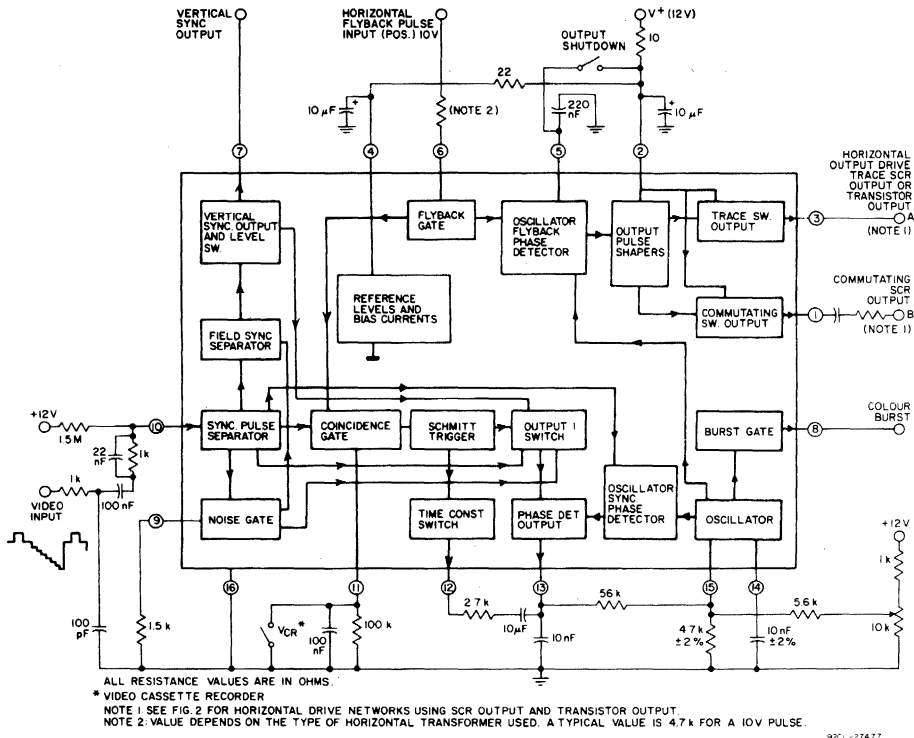 VERTICAL
SYNC
OUTPUT
HORIZONTAL
FLYBACK PULSE
INPUT (POS.) 10V
OUTPUT
SHUTDOWN
V+ (12V)
10
22
10 µF
+
(NOTE 2)
220
nF
+
10
µF
7
4
6
5
2
HORIZONTAL
OUTPUT DRIVE
TRACE SCR
OUTPUT OR
TRANSISTOR
OUTPUT
VERTICAL
SYNC. OUTPUT
AND LEVEL
SW.
FLYBACK
GATE
OSCILLATOR
FLYBACK
PHASE
DETECTOR
OUTPUT
PULSE
SHAPERS
TRACE SW.
OUTPUT
3
A
(NOTE 1)
REFERENCE
LEVELS AND
BIAS CURRENTS
COMMUTATING
SCR
OUTPUT
COMMUTATING
SW. OUTPUT
1
B
(NOTE 1)
FIELD SYNC
SEPARATOR
+12V
1.5M
10
SYNC. PULSE
SEPARATOR
COINCIDENCE
GATE
SCHMITT
TRIGGER
OUTPUT 1
SWITCH
BURST GATE
8
COLOUR
BURST
22
nF
1k
1k
VIDEO
INPUT
100
nF
9
NOISE GATE
TIME CONST
SWITCH
PHASE DET
OUTPUT
OSCILLATOR
SYNC
PHASE
DETECTOR
OSCILLATOR
+12V
1k
16
11
12
13
15
14
100
pF
1.5k
VCR*
100
nF
100 k
2.7 k
10µF
10 nF
56k
4.7 k
±2%
10nF
±2%
5.6 k
10k
ALL RESISTANCE VALUES ARE IN OHMS.
* VIDEO CASSETTE RECORDER
NOTE 1: SEE FIG. 2 FOR HORIZONTAL DRIVE NETWORKS USING SCR OUTPUT AND TRANSISTOR OUTPUT.
NOTE 2: VALUE DEPENDS ON THE TYPE OF HORIZONTAL TRANSFORMER USED. A TYPICAL VALUE IS 4.7 k FOR A 10V PULSE.
92CL-27477